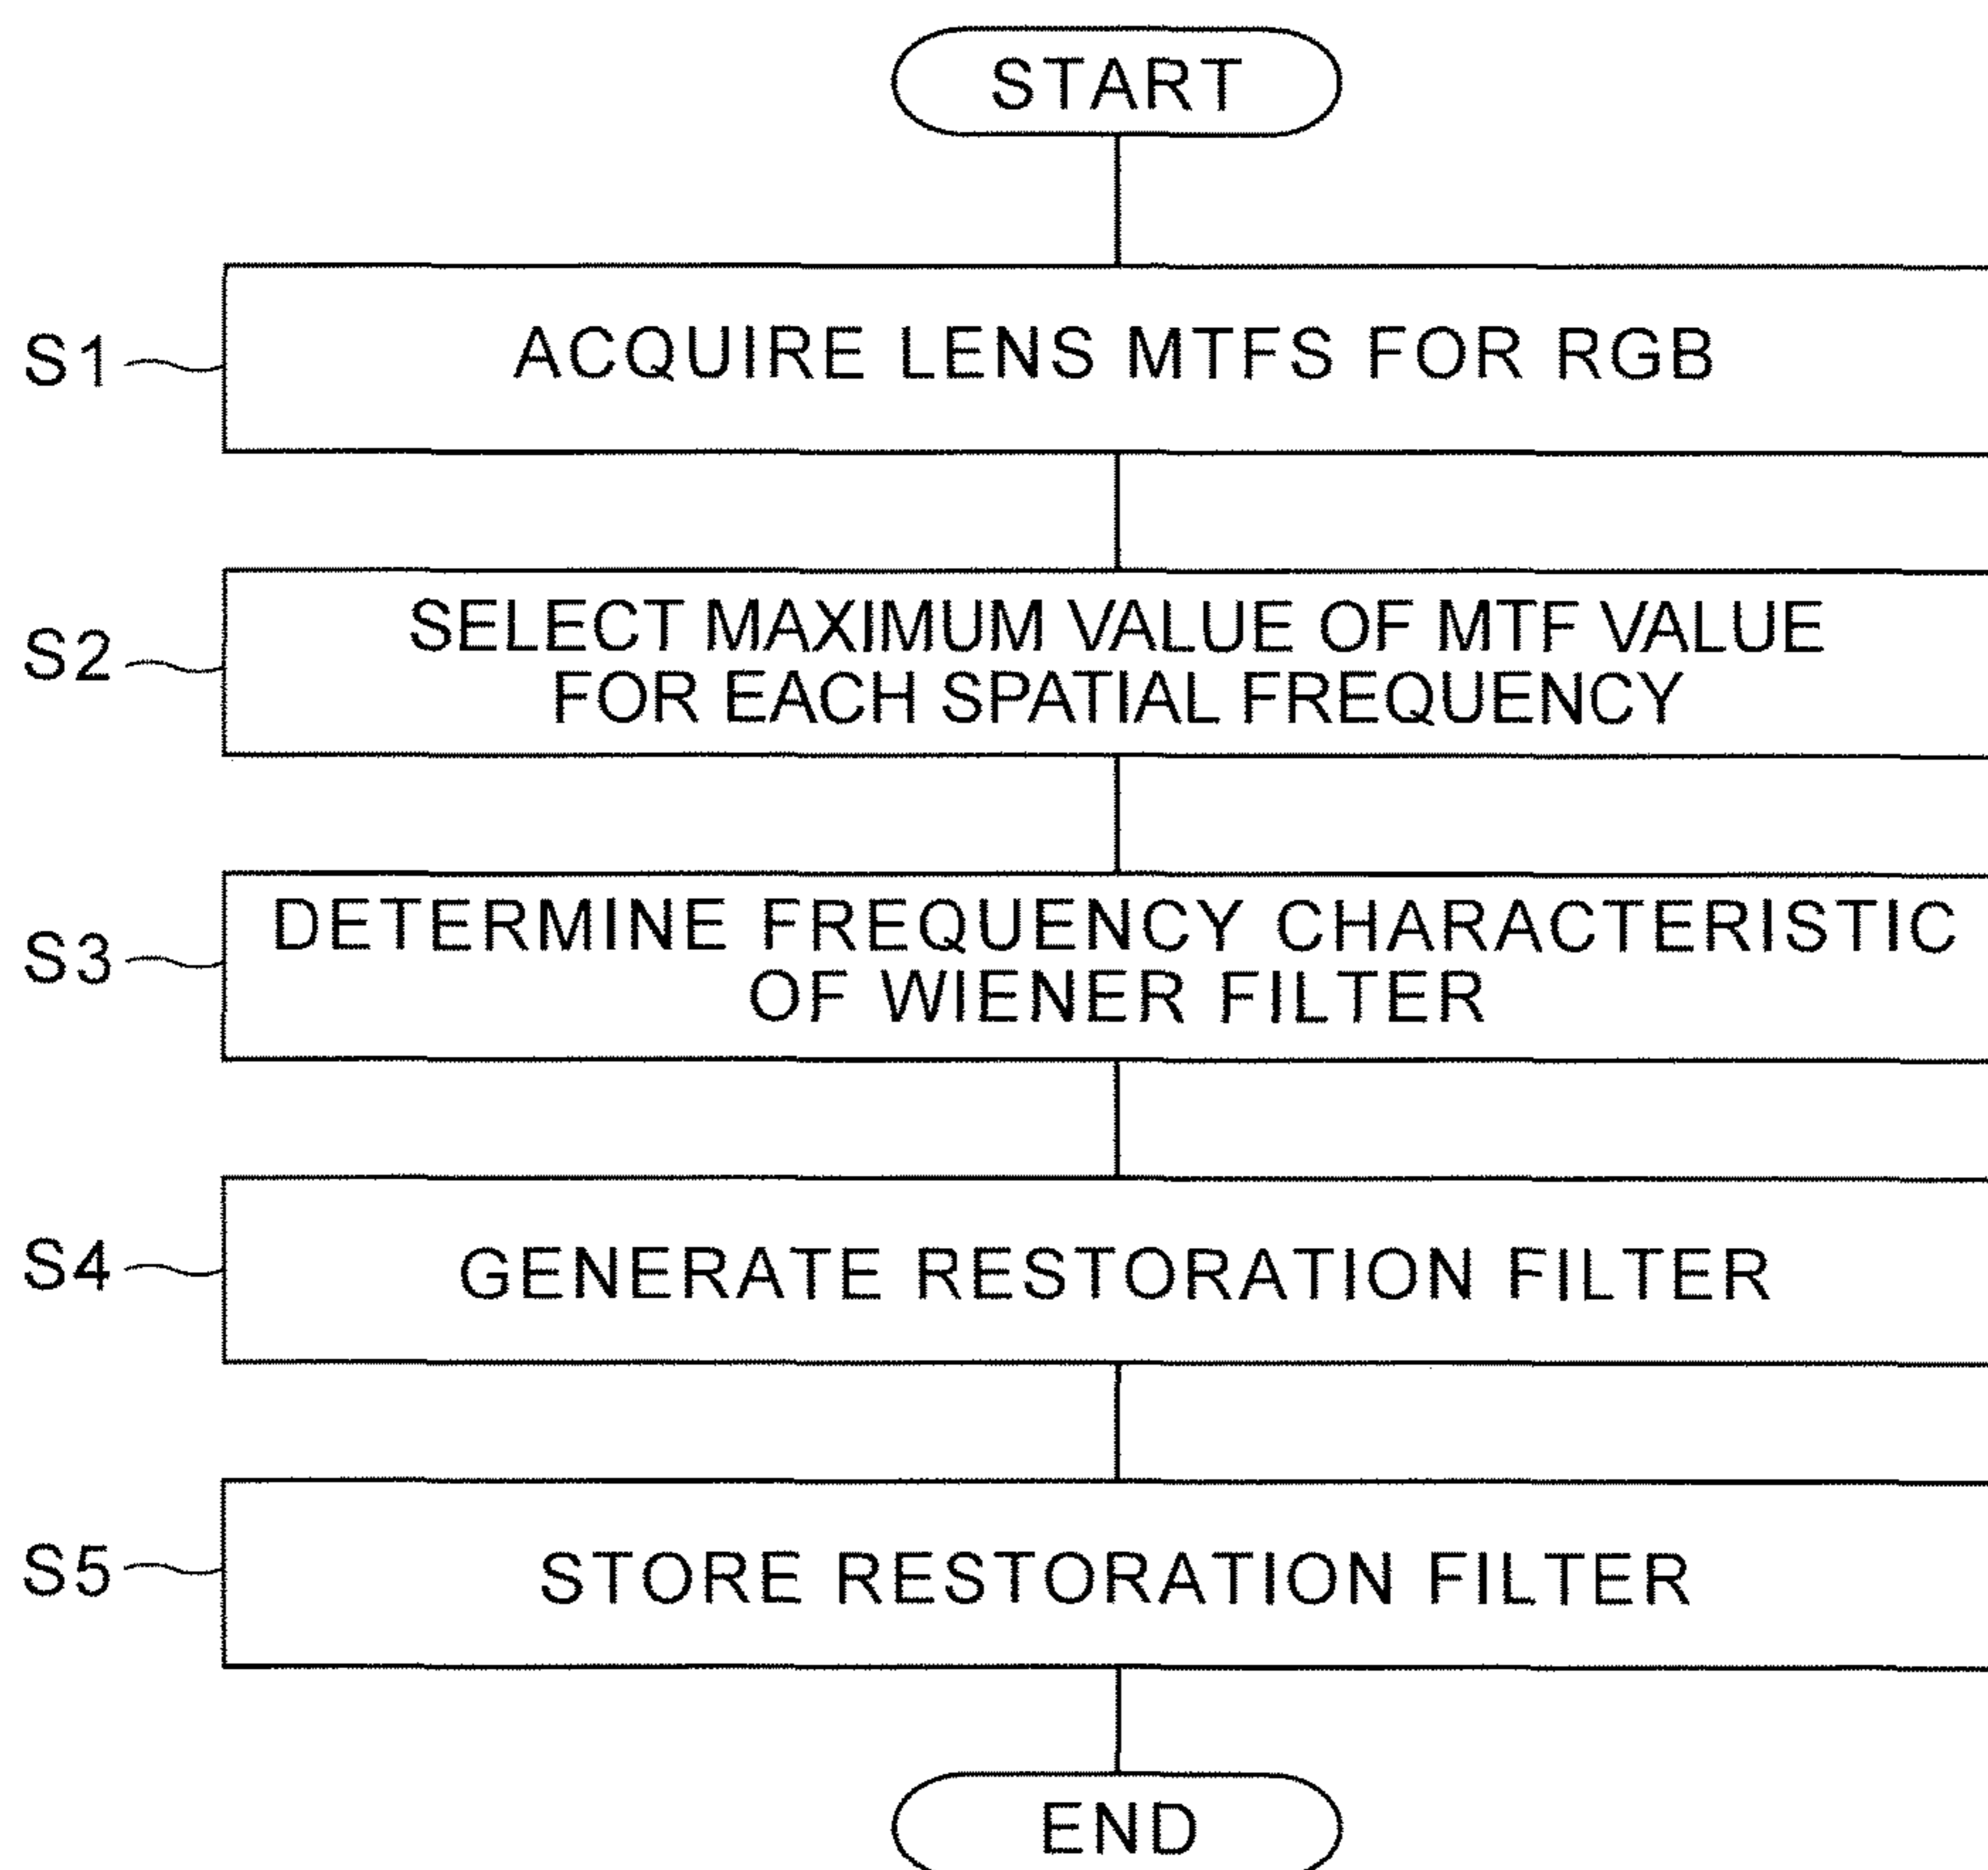 START
S1
ACQUIRE LENS MTFS FOR RGB
S2
SELECT MAXIMUM VALUE OF MTF VALUE
FOR EACH SPATIAL FREQUENCY
S3
DETERMINE FREQUENCY CHARACTERISTIC
OF WIENER FILTER
S4
GENERATE RESTORATION FILTER
S5
STORE RESTORATION FILTER
END